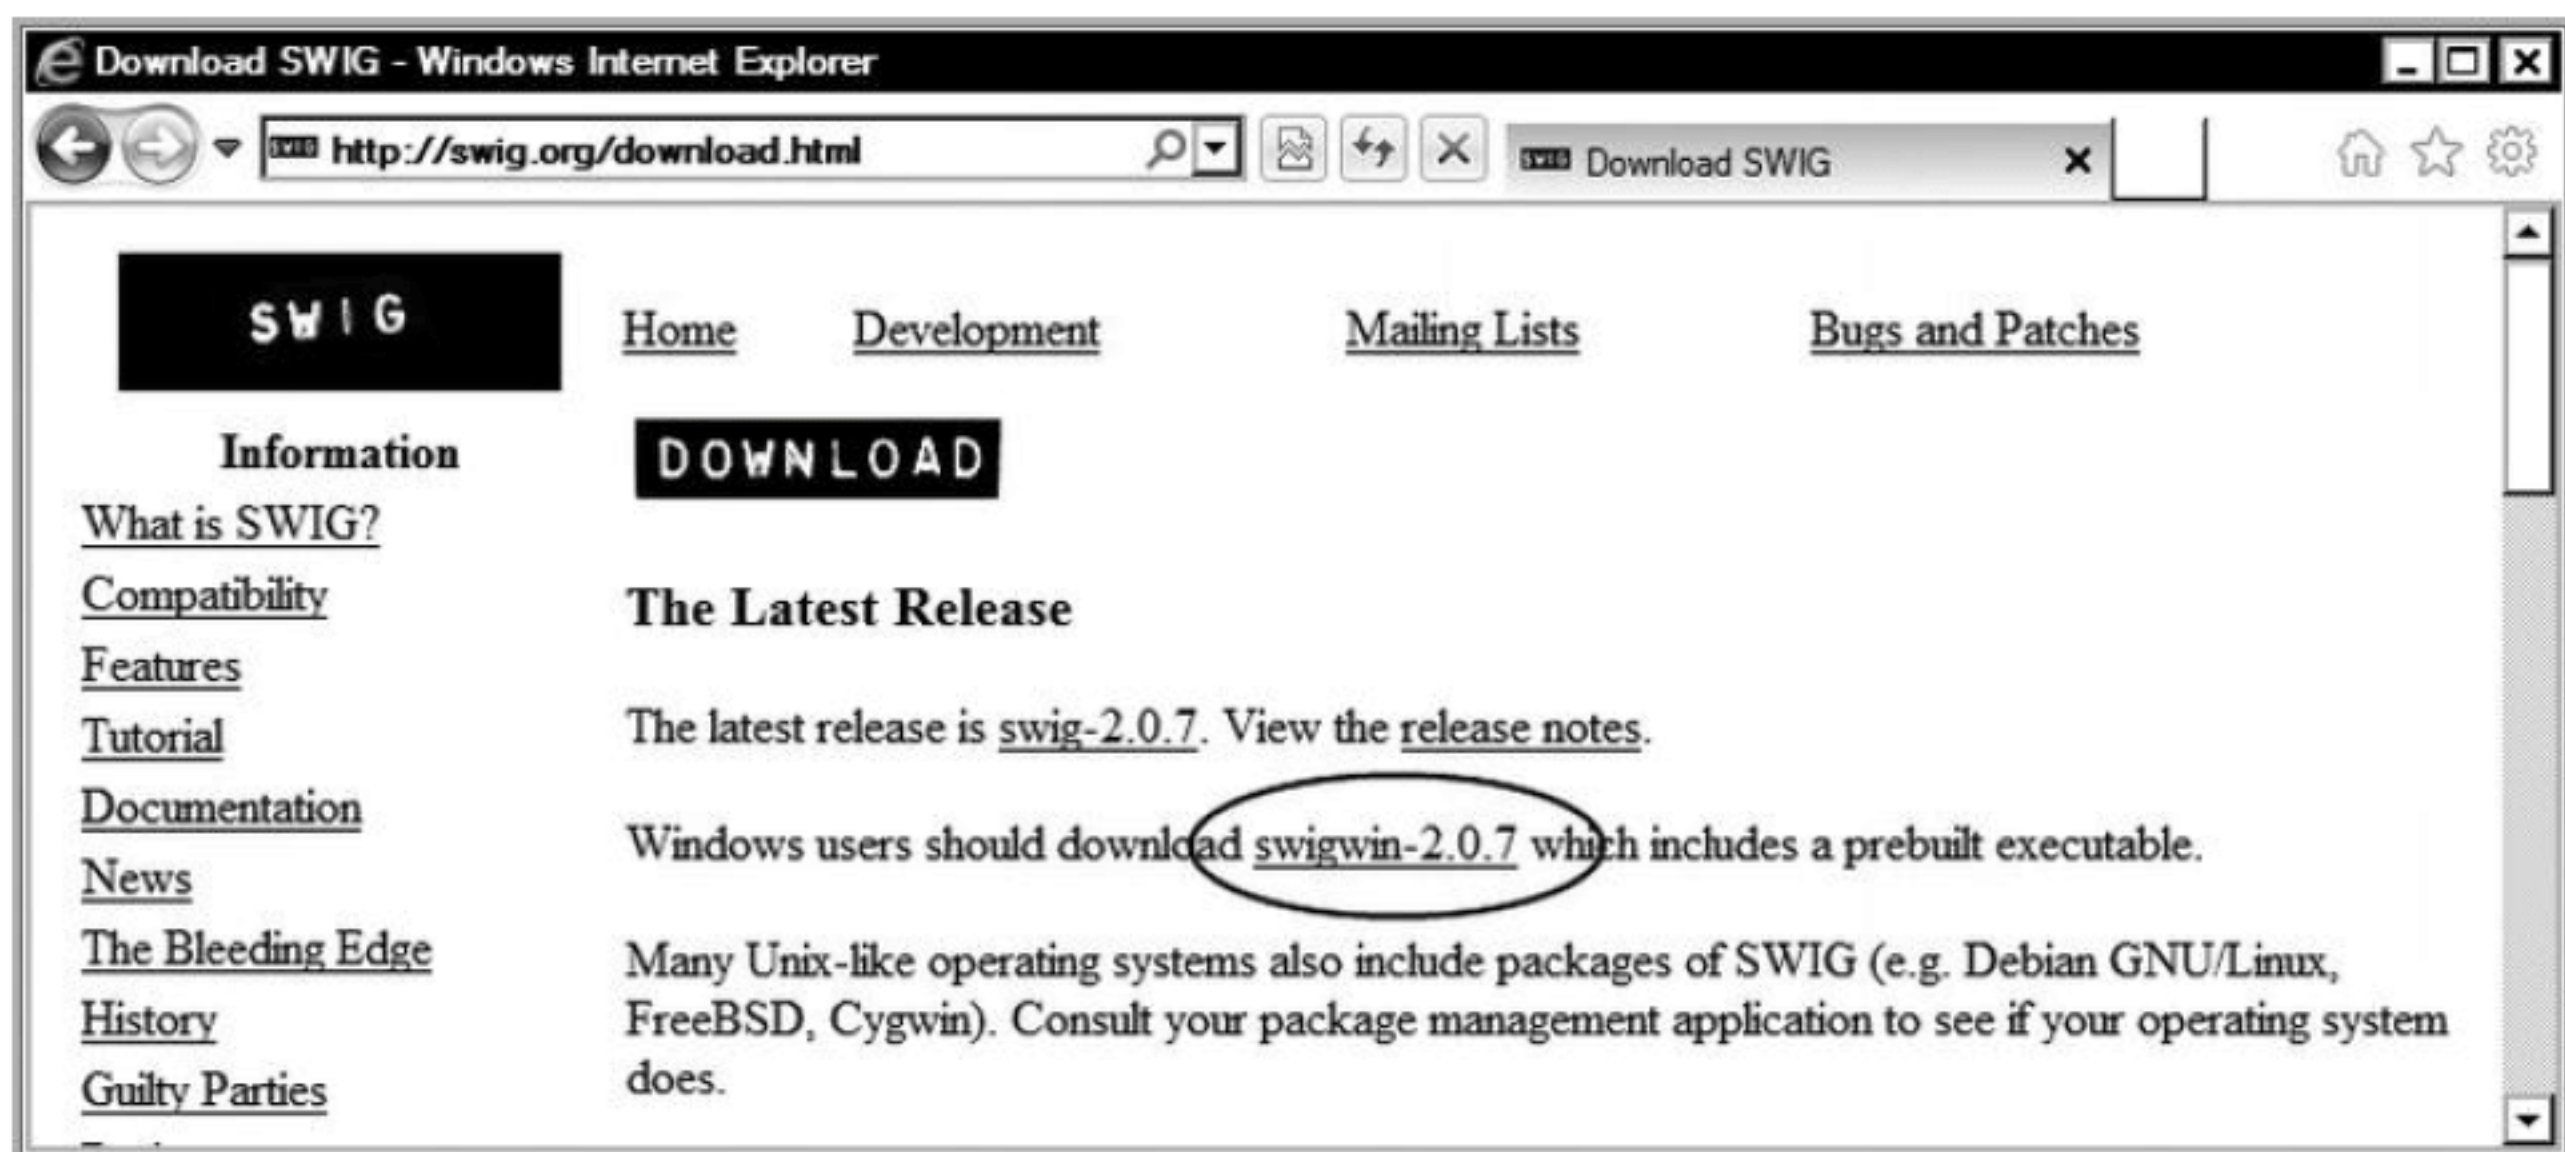 Download SWIG - Windows Internet Explorer
http://swig.org/download.html
Download SWIG
SWIG
Home Development Mailing Lists Bugs and Patches
Information
What is SWIG?
Compatibility
Features
Tutorial
Documentation
News
The Bleeding Edge
History
Guilty Parties
DOWNLOAD
The Latest Release
The latest release is swig-2.0.7. View the release notes.
Windows users should download swigwin-2.0.7 which includes a prebuilt executable.
Many Unix-like operating systems also include packages of SWIG (e.g. Debian GNU/Linux,
FreeBSD, Cygwin). Consult your package management application to see if your operating system
does.